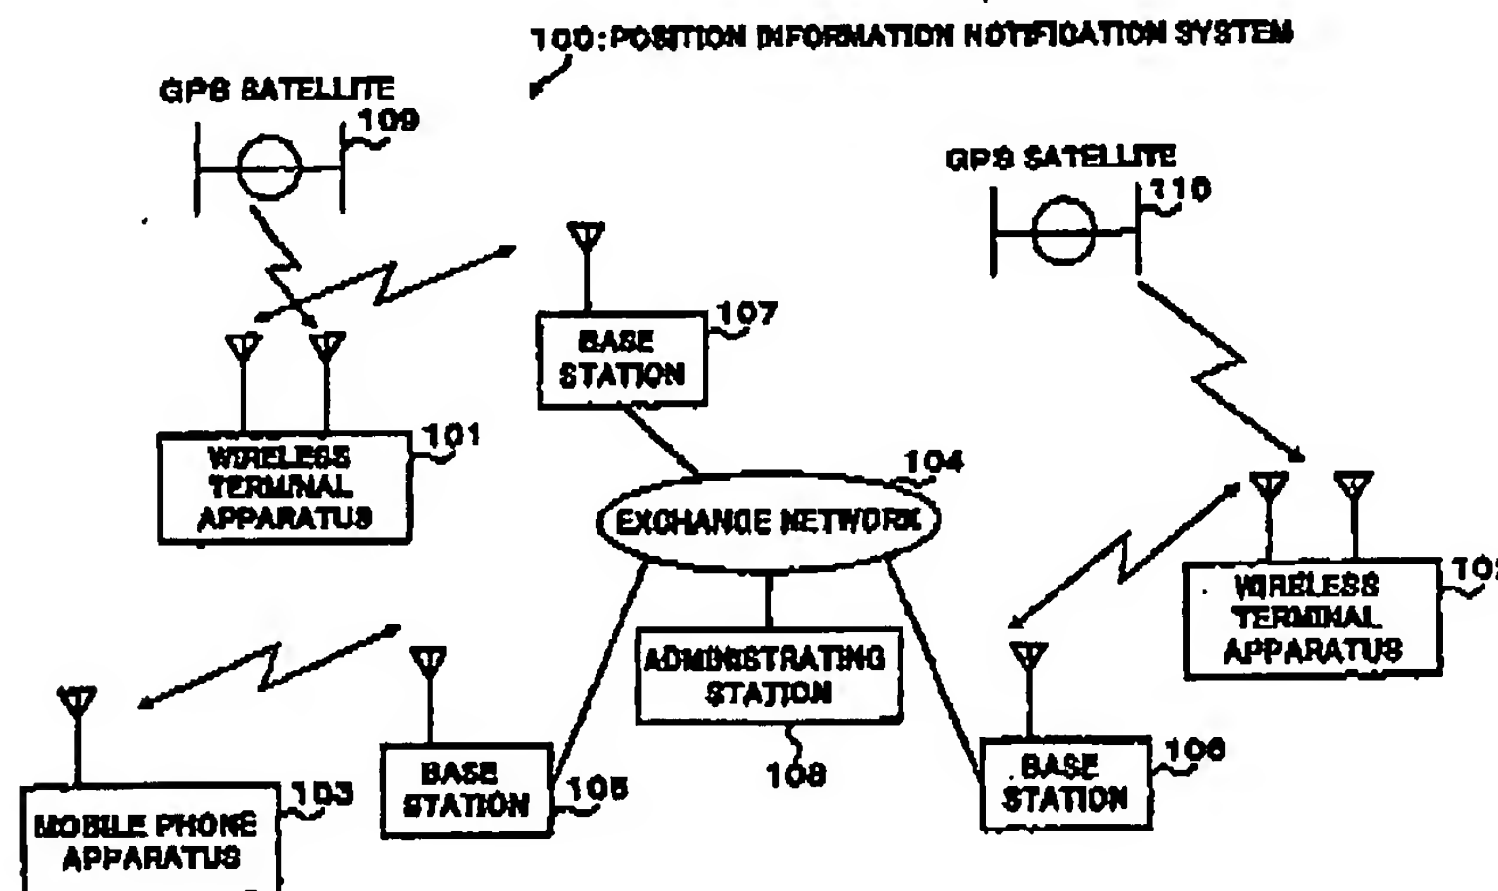 100:POSITION INFORMATION NOTIFICATION SYSTEM
GPS SATELLITE
109
GPS SATELLITE
110
107
BASE
STATION
101
WIRELESS
TERMINAL
APPARATUS
104
EXCHANGE NETWORK
WIRELESS
TERMINAL
APPARATUS
ADMINISTRATING
STATION
108
106
BASE
STATION
BASE
STATION
105
103
MOBILE PHONE
APPARATUS